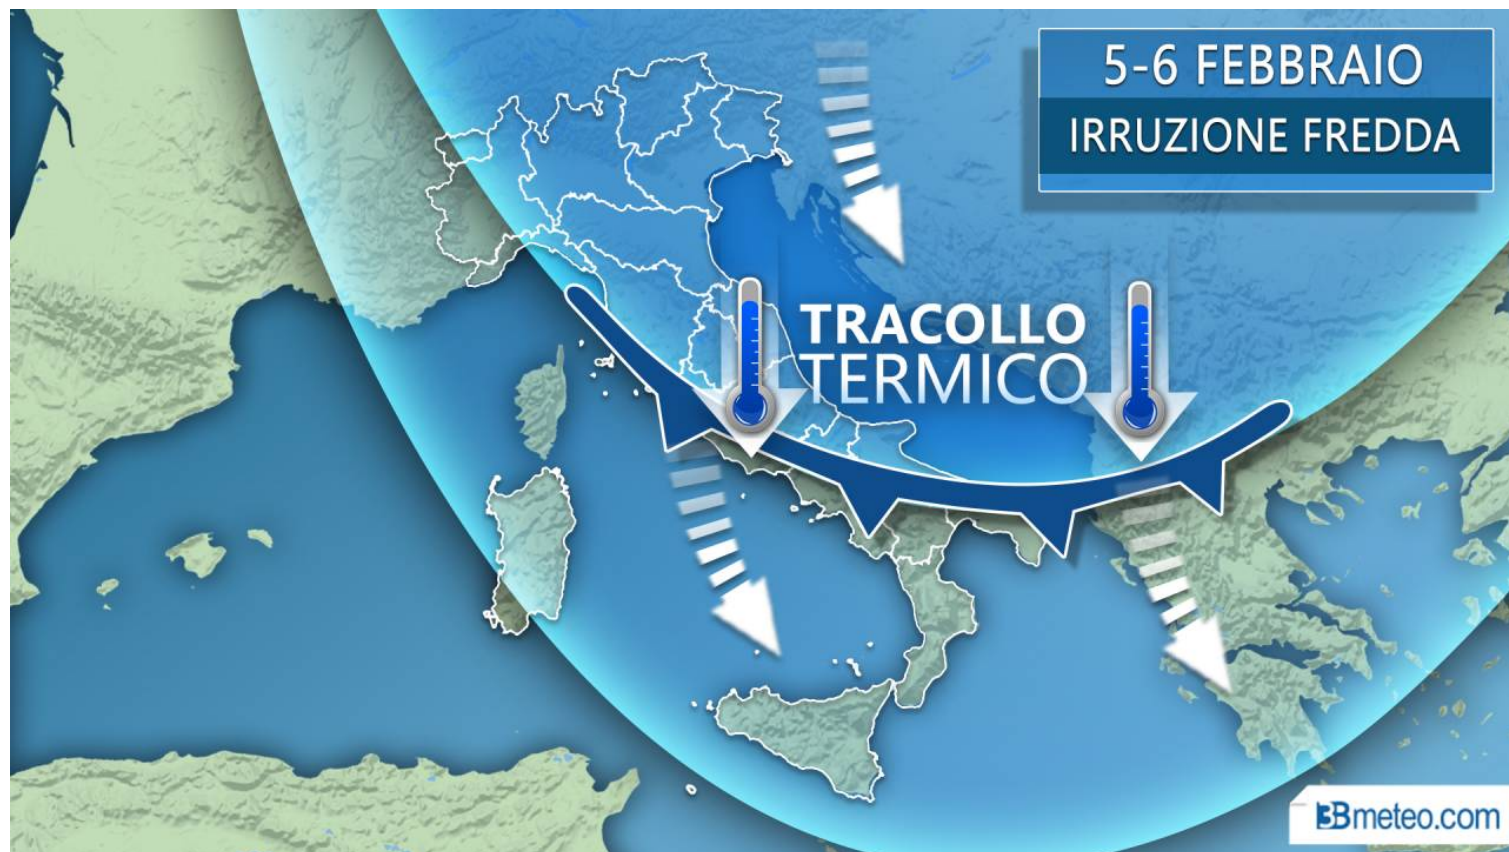 5-6 FEBBRAIO
IRRUZIONE FREDDA
TRACOLLO
TERMICO
3Bmeteo.com